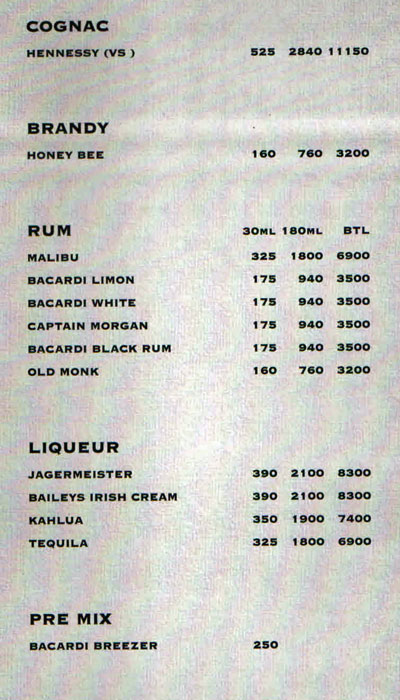 COGNAC
HENNESSY (VS ) 525 2840 11150
BRANDY
HONEY BEE 160 760 3200
RUM 30ML 180ML BTL
MALIBU 325 1800 6900
BACARDI LIMON 175 940 3500
BACARDI WHITE 175 940 3500
CAPTAIN MORGAN 175 940 3500
BACARDI BLACK RUM 175 940 3500
OLD MONK 160 760 3200
LIQUEUR
JAGERMEISTER 390 2100 8300
BAILEYS IRISH CREAM 390 2100 8300
KAHLUA 350 1900 7400
TEQUILA 325 1800 6900
PRE MIX
BACARDI BREEZER 250